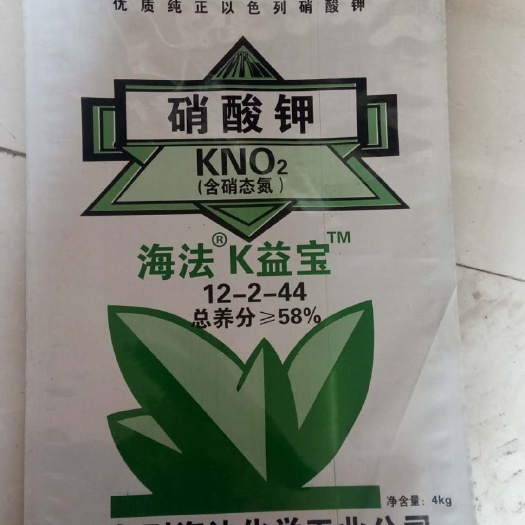 优质纯正以色列硝酸钾
硝酸钾
KNO₂
(含硝态氮)
海法® K益宝™
12-2-44
总养分≥58%
净含量: 4kg